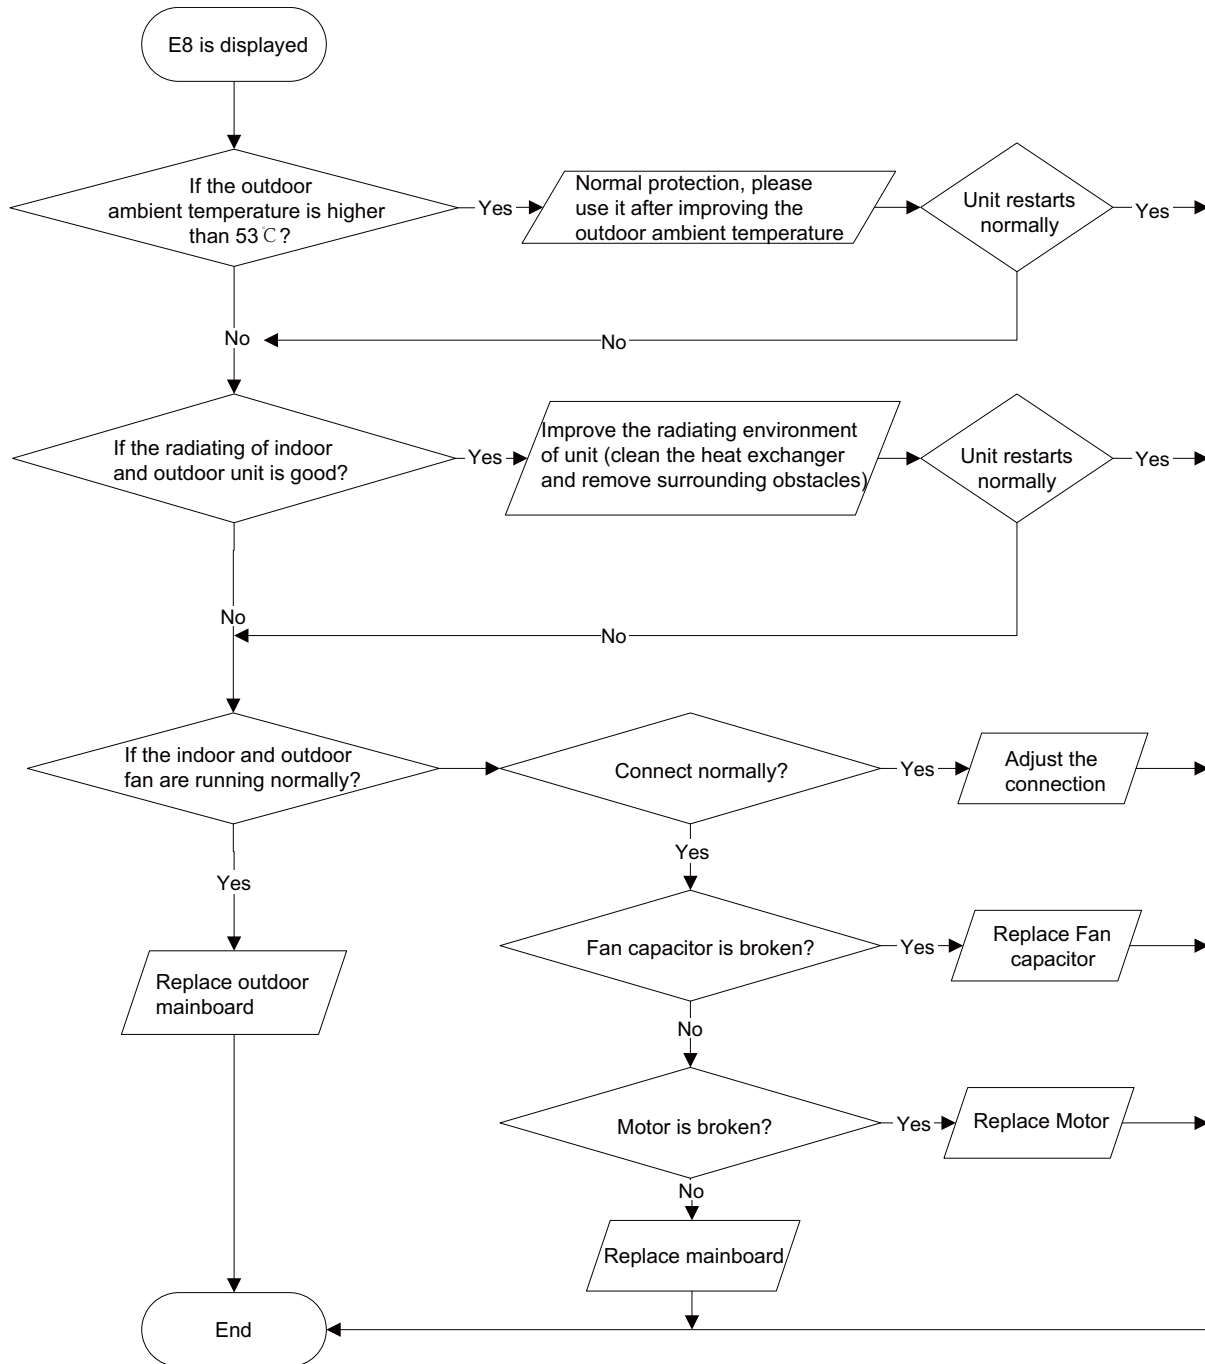 E8 is displayed
If the outdoor
ambient temperature is higher
than 53℃?
Yes
Normal protection, please
use it after improving the
outdoor ambient temperature
Unit restarts
normally
Yes
No
No
If the radiating of indoor
and outdoor unit is good?
Yes
Improve the radiating environment
of unit (clean the heat exchanger
and remove surrounding obstacles)
Unit restarts
normally
Yes
No
No
If the indoor and outdoor
fan are running normally?
Connect normally?
Yes
Adjust the
connection
Yes
Yes
Fan capacitor is broken?
Yes
Replace Fan
capacitor
Replace outdoor
mainboard
No
Motor is broken?
Yes
Replace Motor
No
Replace mainboard
End